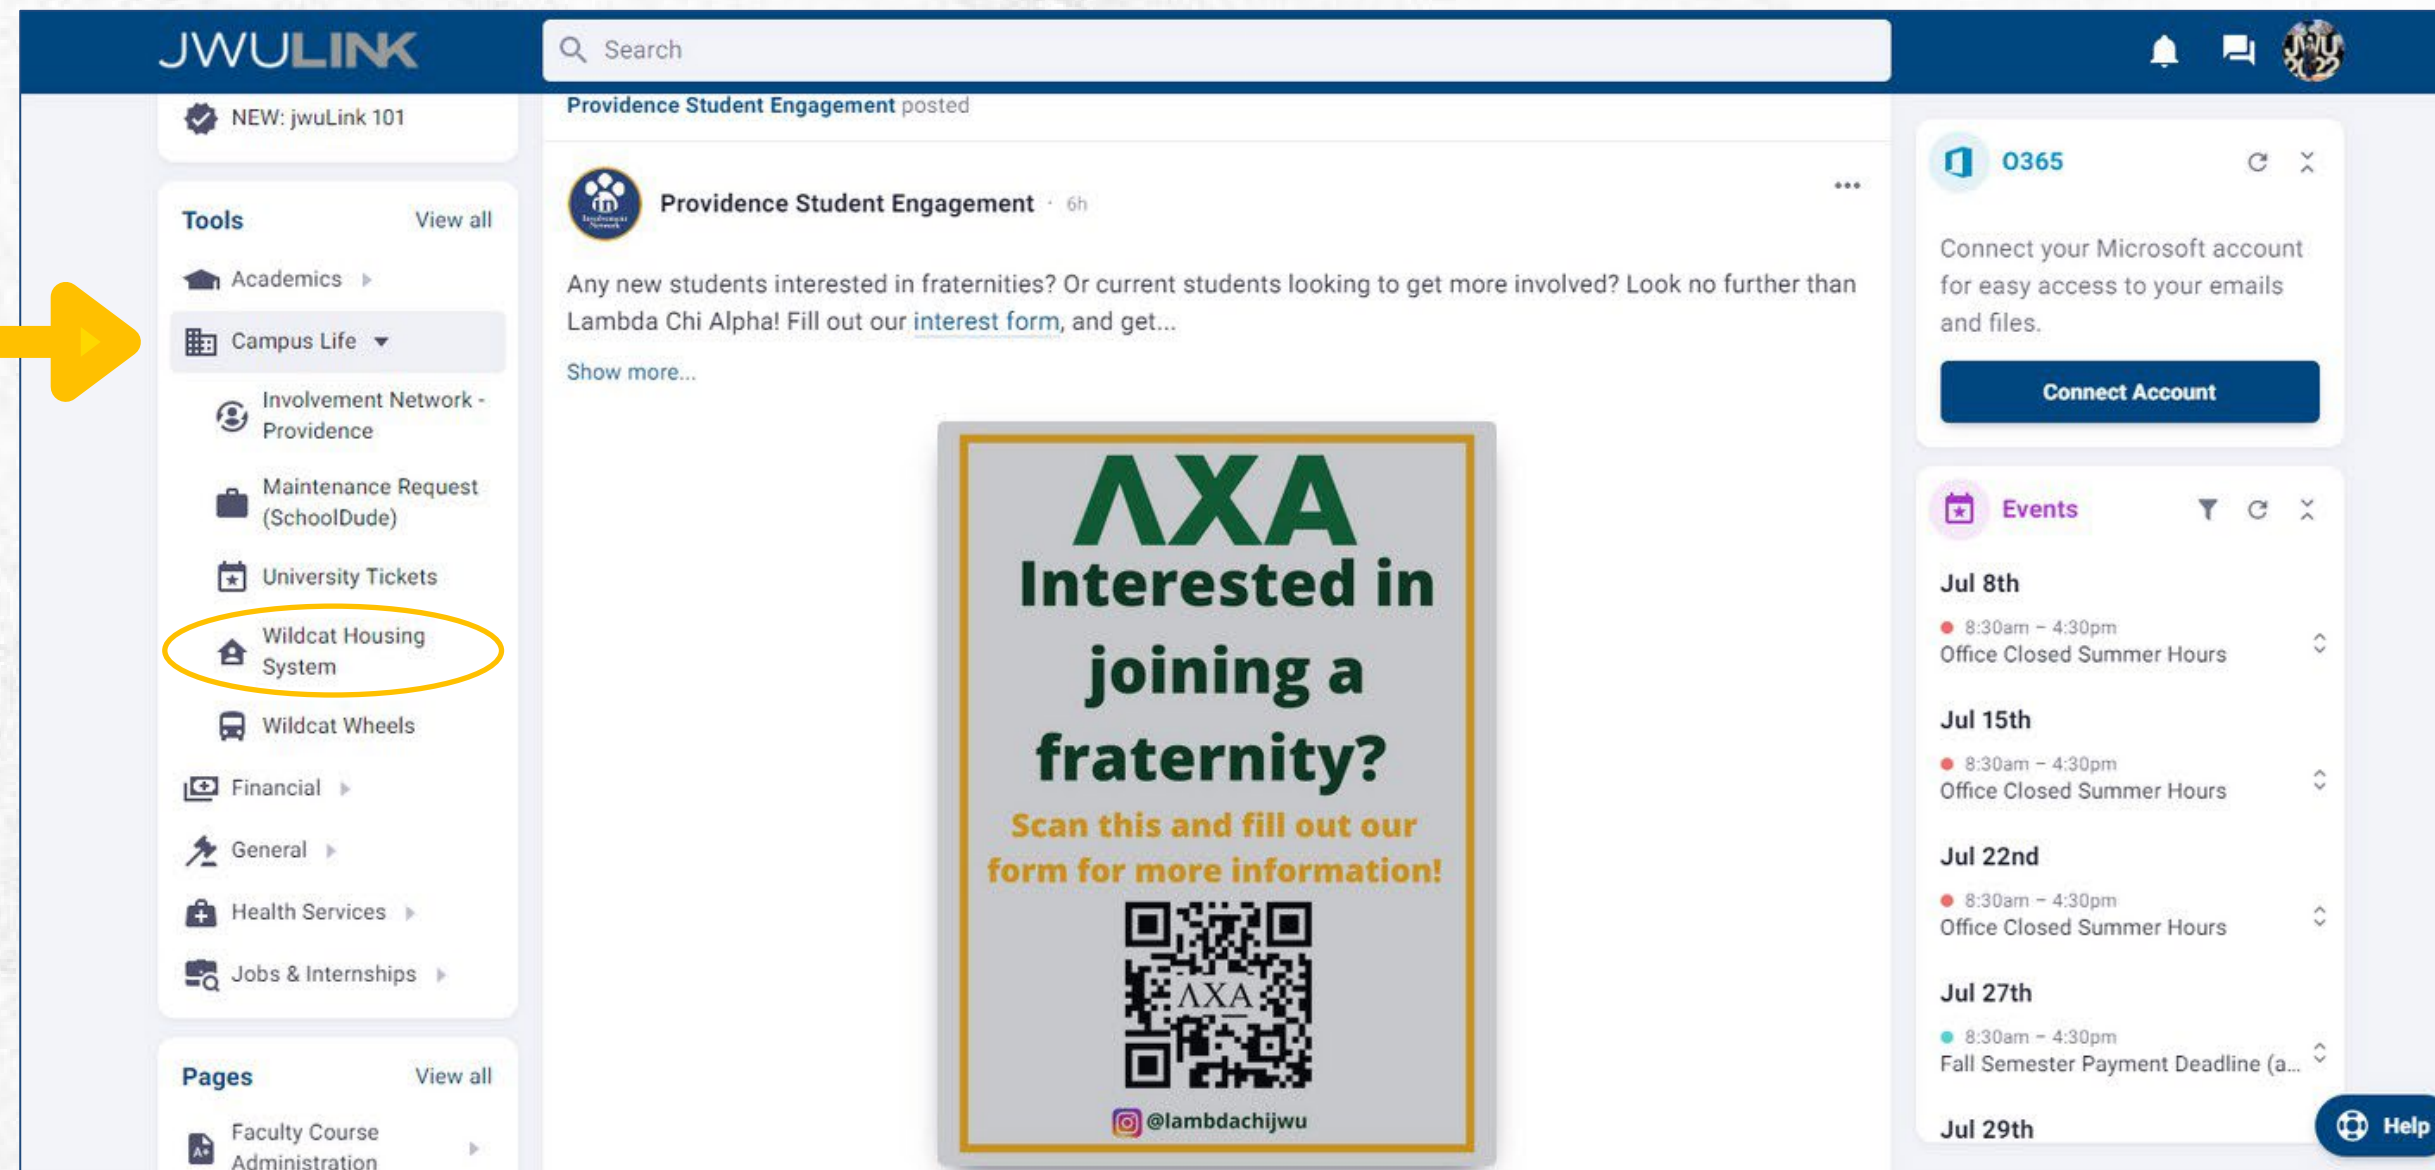 JWULINK
Search
JWU
2022
NEW: jwuLink 101
Tools
View all
Academics
Campus Life
Involvement Network -
Providence
Maintenance Request
(SchoolDude)
University Tickets
Wildcat Housing
System
Wildcat Wheels
Financial
General
Health Services
Jobs & Internships
Pages
View all
Faculty Course
Administration
Providence Student Engagement posted
in
Involvement
Network
Providence Student Engagement · 6h
Any new students interested in fraternities? Or current students looking to get more involved? Look no further than
Lambda Chi Alpha! Fill out our interest form, and get...
Show more...
ΛΧΑ
Interested in
joining a
fraternity?
Scan this and fill out our
form for more information!
ΛΧΑ
@lambdachijwu
O365
Connect your Microsoft account
for easy access to your emails
and files.
Connect Account
Events
Jul 8th
8:30am – 4:30pm
Office Closed Summer Hours
Jul 15th
8:30am – 4:30pm
Office Closed Summer Hours
Jul 22nd
8:30am – 4:30pm
Office Closed Summer Hours
Jul 27th
8:30am – 4:30pm
Fall Semester Payment Deadline (a...
Jul 29th
Help